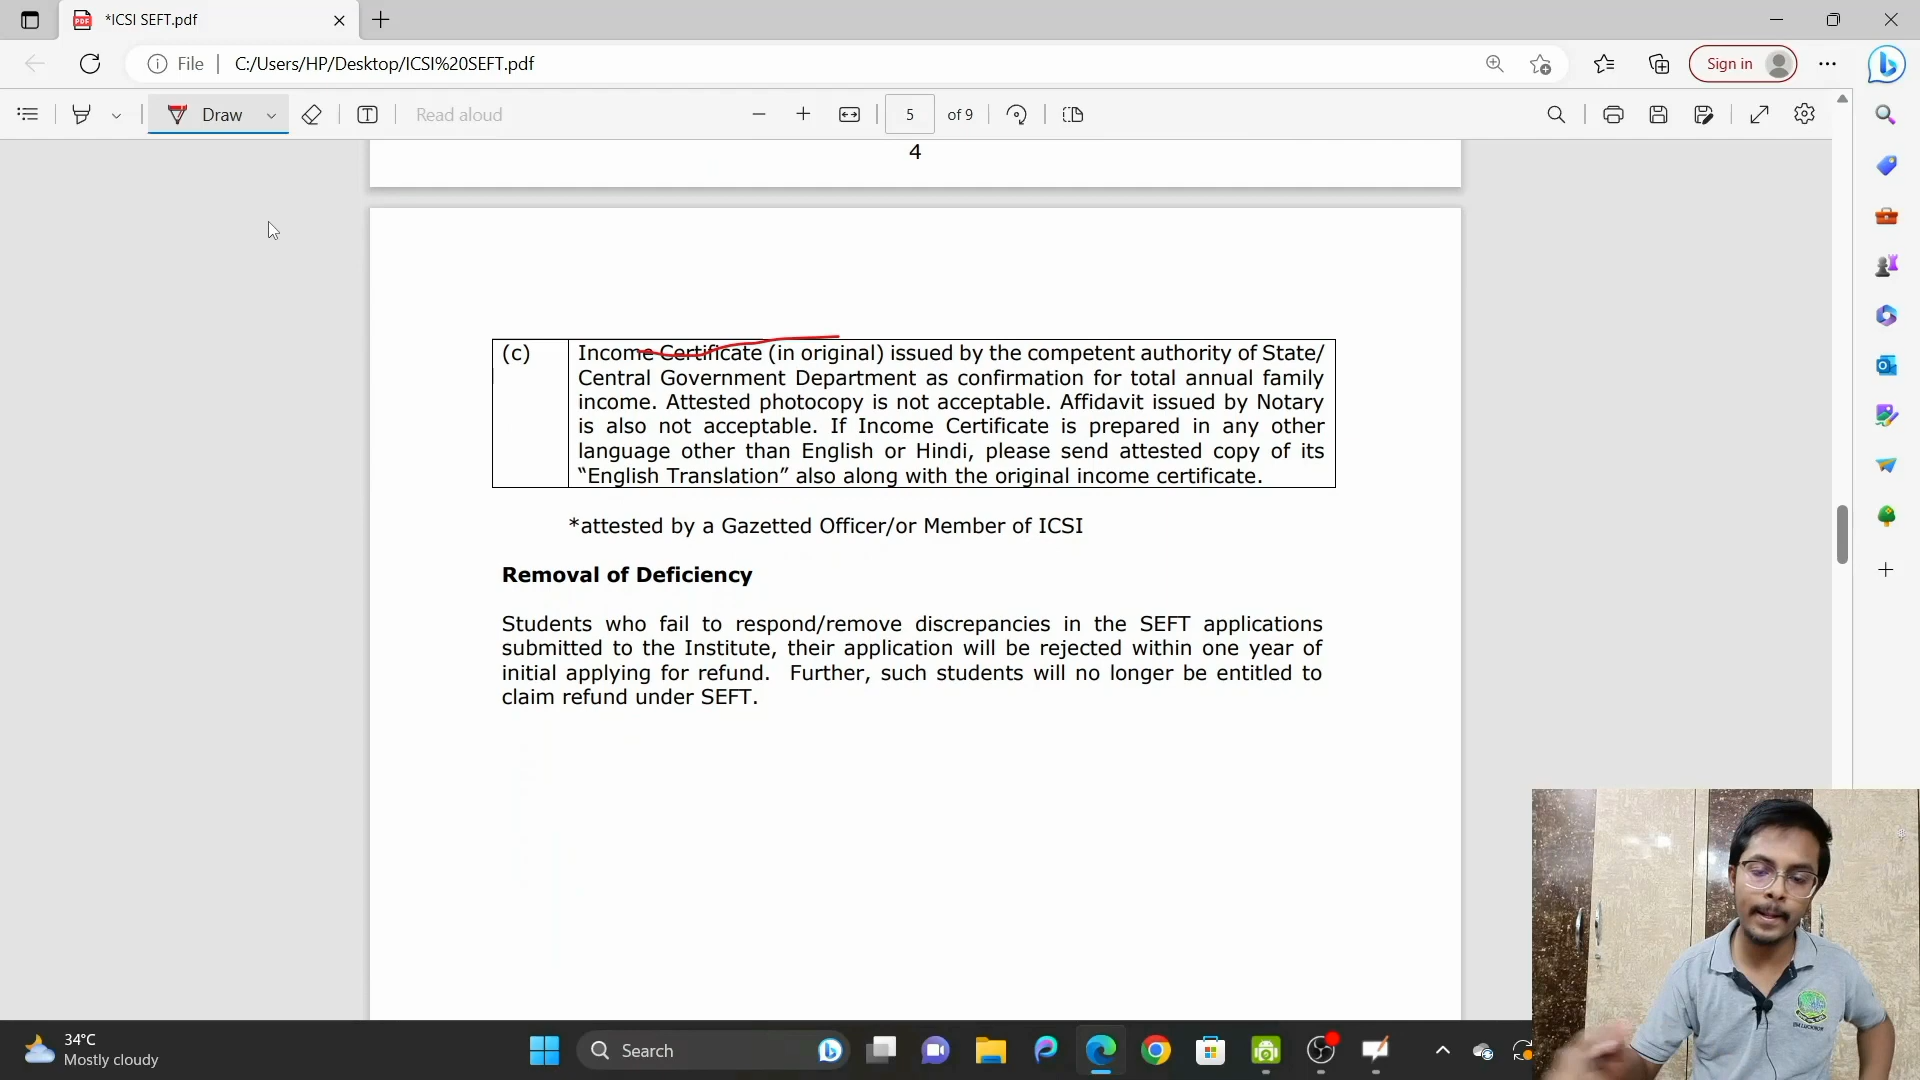 *ICSI SEFT.pdf
File
C:/Users/HP/Desktop/ICSI%20SEFT.pdf
Sign in
Draw
Read aloud
5
of 9
4
(c)
Income Certificate (in original) issued by the competent authority of State/
Central Government Department as confirmation for total annual family
income. Attested photocopy is not acceptable. Affidavit issued by Notary
is also not acceptable. If Income Certificate is prepared in any other
language other than English or Hindi, please send attested copy of its
“English Translation” also along with the original income certificate.
*attested by a Gazetted Officer/or Member of ICSI
Removal of Deficiency
Students who fail to respond/remove discrepancies in the SEFT applications
submitted to the Institute, their application will be rejected within one year of
initial applying for refund. Further, such students will no longer be entitled to
claim refund under SEFT.
34°C
Mostly cloudy
Search